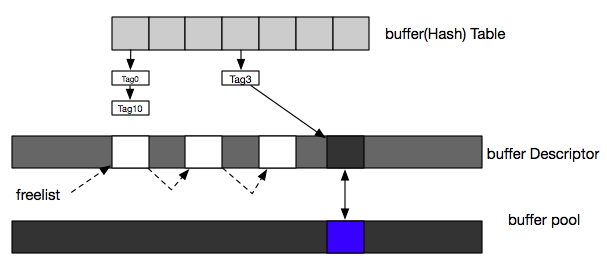 buffer(Hash) Table
Tag0
Tag3
Tag10
buffer Descriptor
freelist
buffer pool